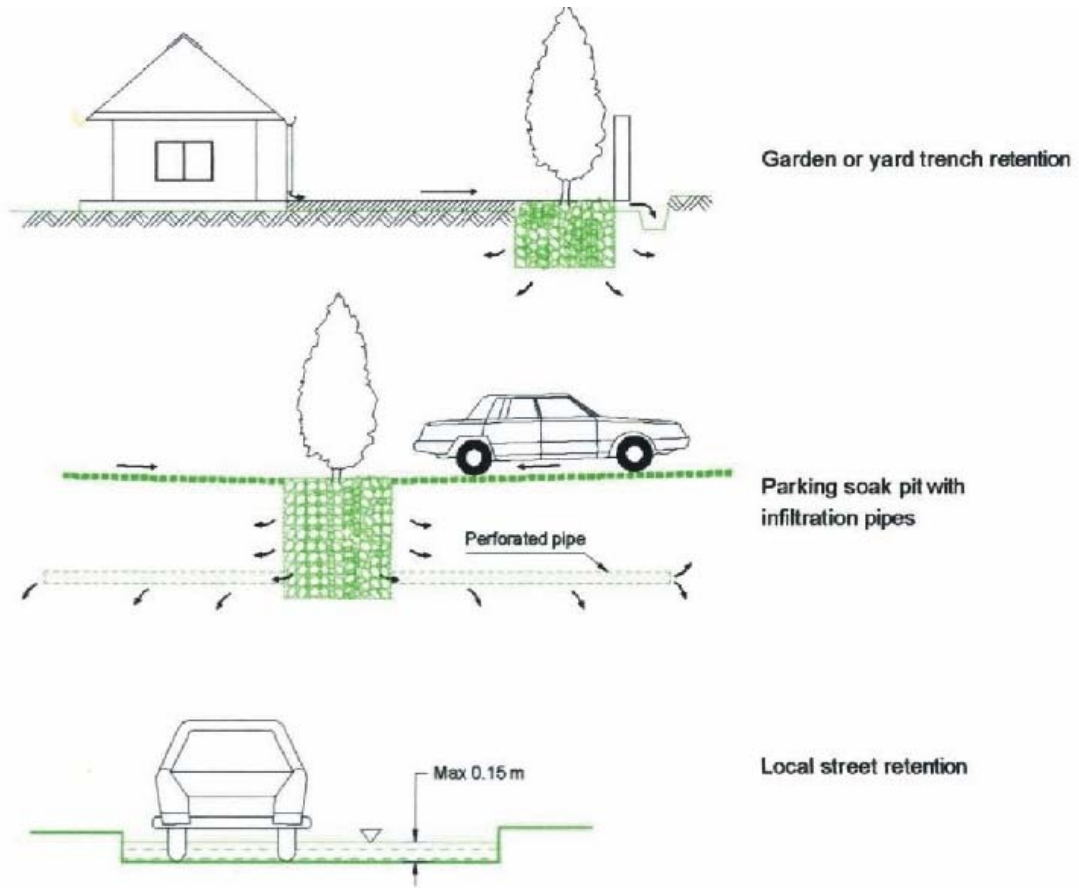 Garden or yard trench retention
Parking soak pit with
infiltration pipes
Perforated pipe
Max 0.15 m
Local street retention